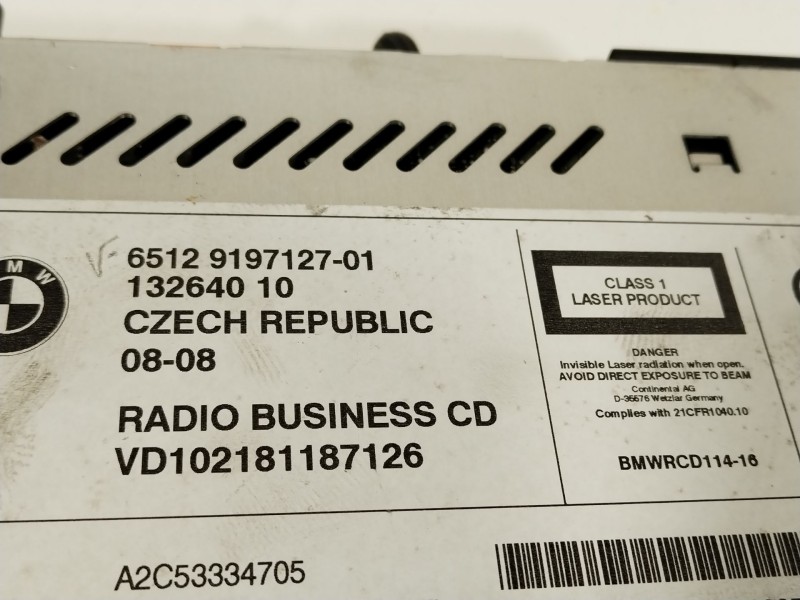 MW
65129197127-01
132640 10
CZECH REPUBLIC
08-08
RADIO BUSINESS CD
VD102181187126
A2C53334705
CLASS 1
LASER PRODUCT
DANGER
Invisible Laser radiation when open.
AVOID DIRECT EXPOSURE TO BEAM
Continental AG
D-35576 Wetzlar Germany
Complies with 21CFR1040.10
BMWRCD114-16